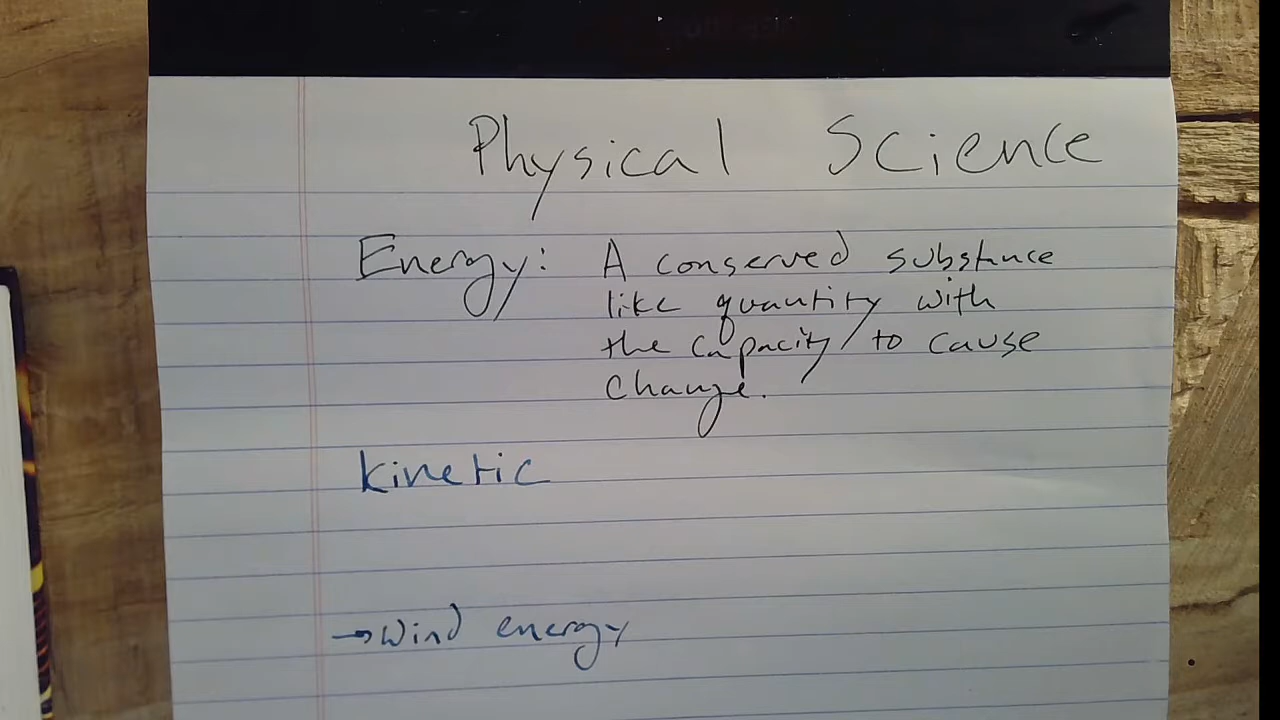 Physical Science
Energy: A conserved substance
like quantity with
the capacity to cause
change.
kinetic
→Wind energy